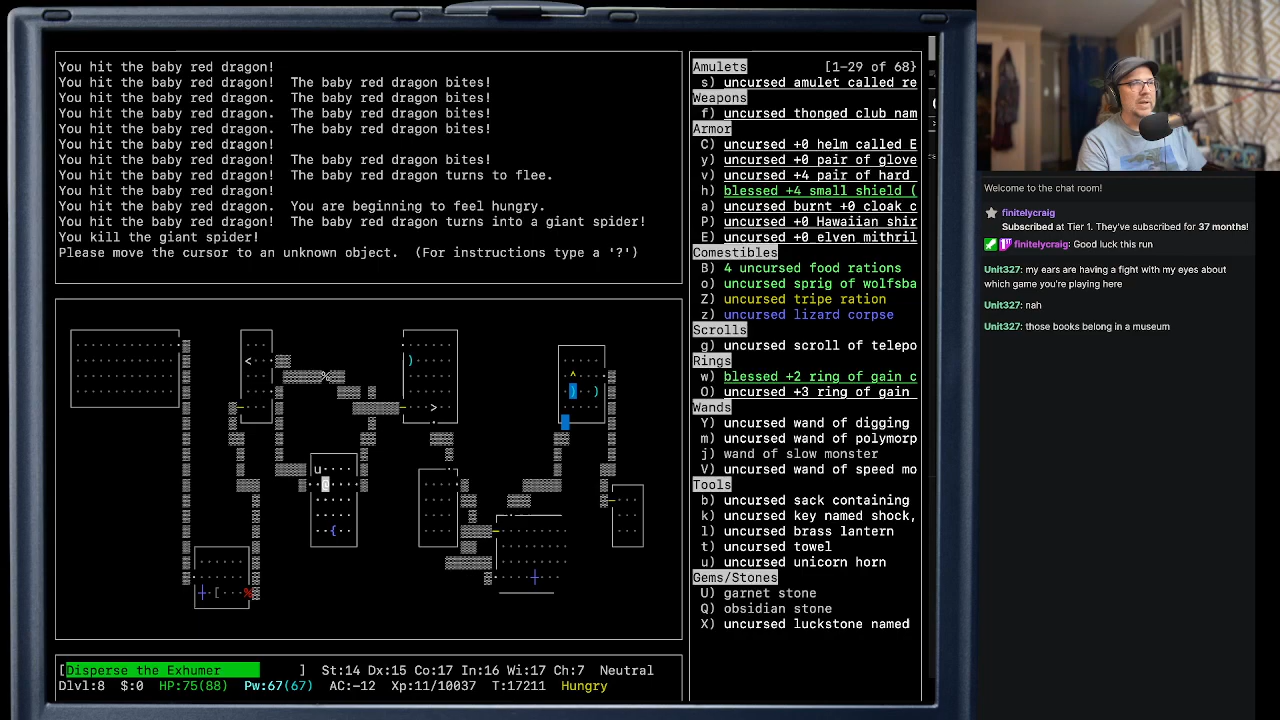 You hit the baby red dragon!
You hit the baby red dragon!  The baby red dragon bites!
You hit the baby red dragon.  The baby red dragon bites!
You hit the baby red dragon.  The baby red dragon bites!
You hit the baby red dragon.  The baby red dragon bites!
You hit the baby red dragon!
You hit the baby red dragon!  The baby red dragon bites!
You hit the baby red dragon.  The baby red dragon turns to flee.
You hit the baby red dragon!
You hit the baby red dragon.  You are beginning to feel hungry.
You hit the baby red dragon!  The baby red dragon turns into a giant spider!
You kill the giant spider!
Please move the cursor to an unknown object.  (For instructions type a '?')
[Disperse the Exhumer ] St:14 Dx:15 Co:17 In:16 Wi:17 Ch:7 Neutral
Dlvl:8 $:0 HP:75(88) Pw:67(67) AC:-12 Xp:11/10037 T:17211 Hungry
Amulets [1-29 of 68}
s) uncursed amulet called re
Weapons
f) uncursed thonged club nam
Armor
C) uncursed +0 helm called E
y) uncursed +0 pair of glove
v) uncursed +4 pair of hard
h) blessed +4 small shield (
a) uncursed burnt +0 cloak c
P) uncursed +0 Hawaiian shir
E) uncursed +0 elven mithril
Comestibles
B) 4 uncursed food rations
o) uncursed sprig of wolfsba
Z) uncursed tripe ration
z) uncursed lizard corpse
Scrolls
g) uncursed scroll of telepo
Rings
w) blessed +2 ring of gain c
O) uncursed +3 ring of gain
Wands
Y) uncursed wand of digging
m) uncursed wand of polymorp
j) wand of slow monster
V) uncursed wand of speed mo
Tools
b) uncursed sack containing
k) uncursed key named shock,
l) uncursed brass lantern
t) uncursed towel
u) uncursed unicorn horn
Gems/Stones
U) garnet stone
Q) obsidian stone
X) uncursed luckstone named
Welcome to the chat room!
finitelycraig
Subscribed at Tier 1. They've subscribed for 37 months!
finitelycraig: Good luck this run
Unit327: my ears are having a fight with my eyes about
which game you're playing here
Unit327: nah
Unit327: those books belong in a museum